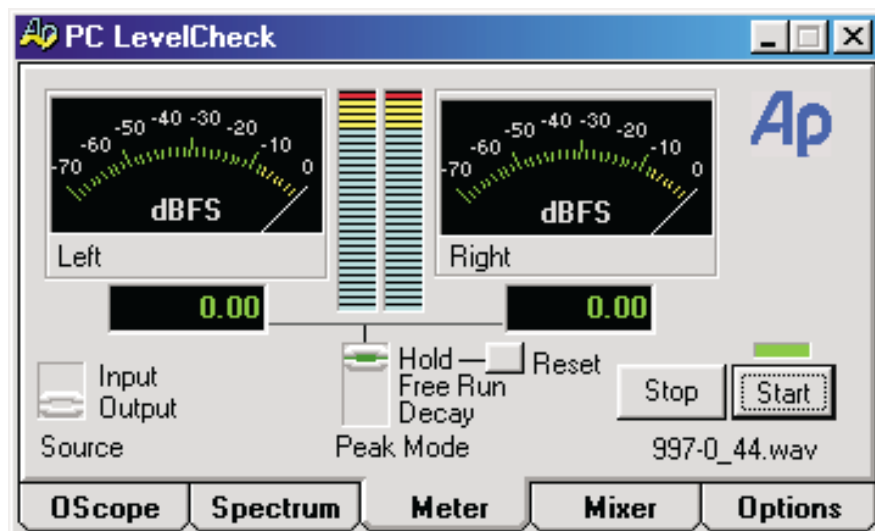 Ap PC LevelCheck
-70 -60 -50 -40 -30 -20 -10 0
dBFS
Left
-70 -60 -50 -40 -30 -20 -10 0
dBFS
Right
Ap
0.00
0.00
Input
Output
Source
Hold
Free Run
Decay
Peak Mode
Reset
Stop
Start
997-0_44.wav
OScope
Spectrum
Meter
Mixer
Options